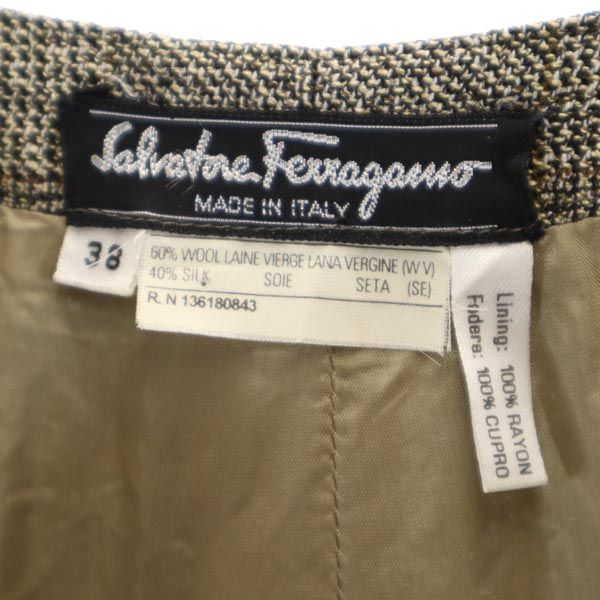 Salvatore Ferragamo
MADE IN ITALY
38
60% WOOL LAINE VIERGE LANA VERGINE (W V)
40% SILK SOIE SETA (SE)
R. N 136180843
Lining: 100% RAYON
Fodera: 100% CUPRO